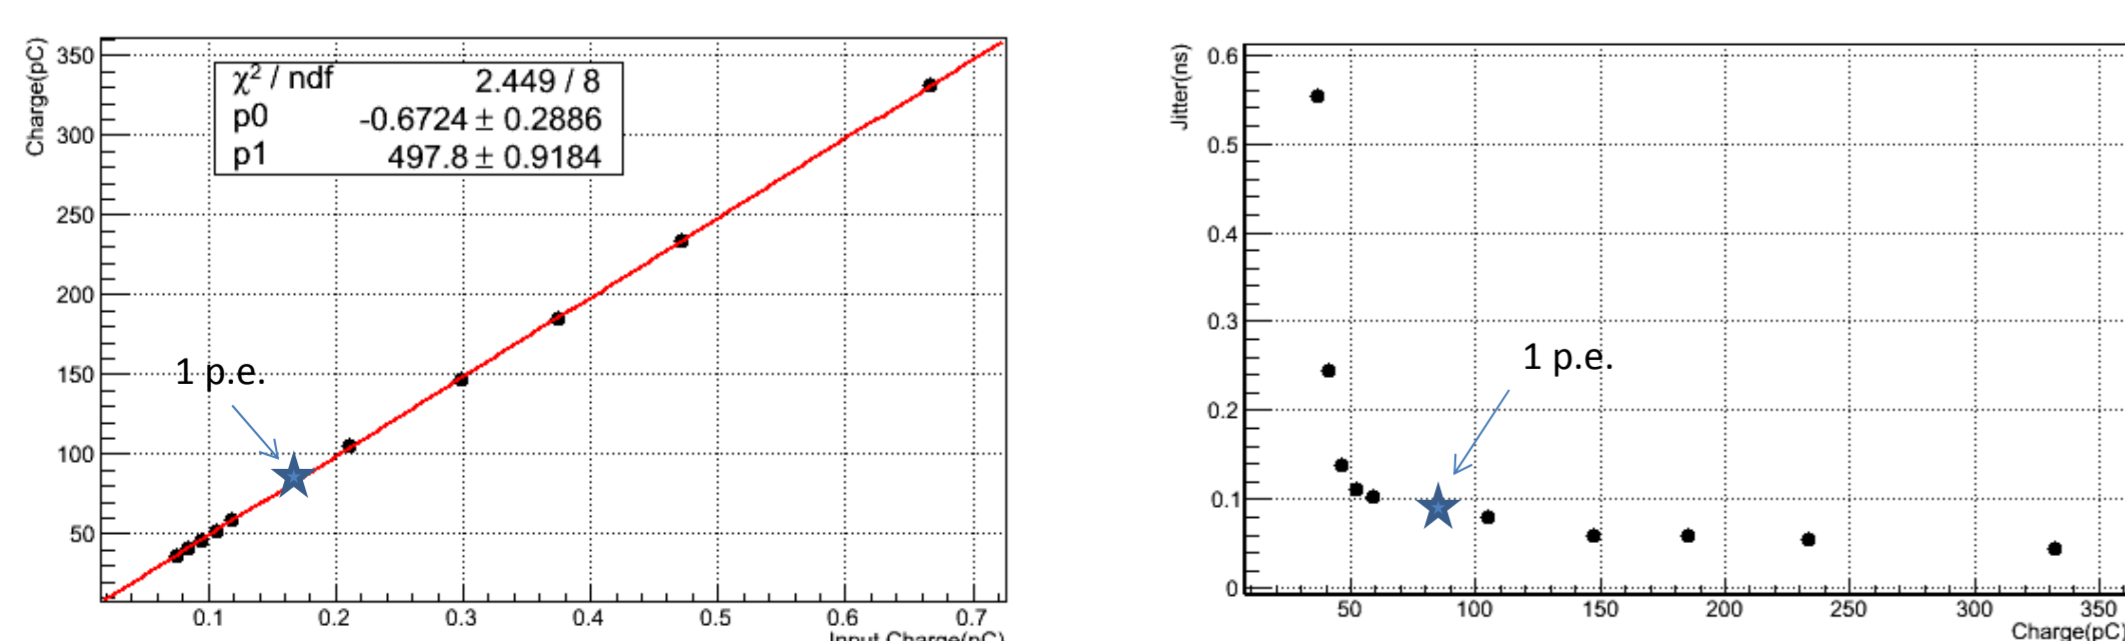 Charge(pC)
350
300
250
200
150
100
50
χ² / ndf 2.449 / 8
p0 -0.6724 ± 0.2886
p1 497.8 ± 0.9184
1 p.e.
0.1 0.2 0.3 0.4 0.5 0.6 0.7
Input Charge(pC)
Jitter(ns)
0.6
0.5
0.4
0.3
0.2
0.1
0
1 p.e.
50 100 150 200 250 300 350
Charge(pC)